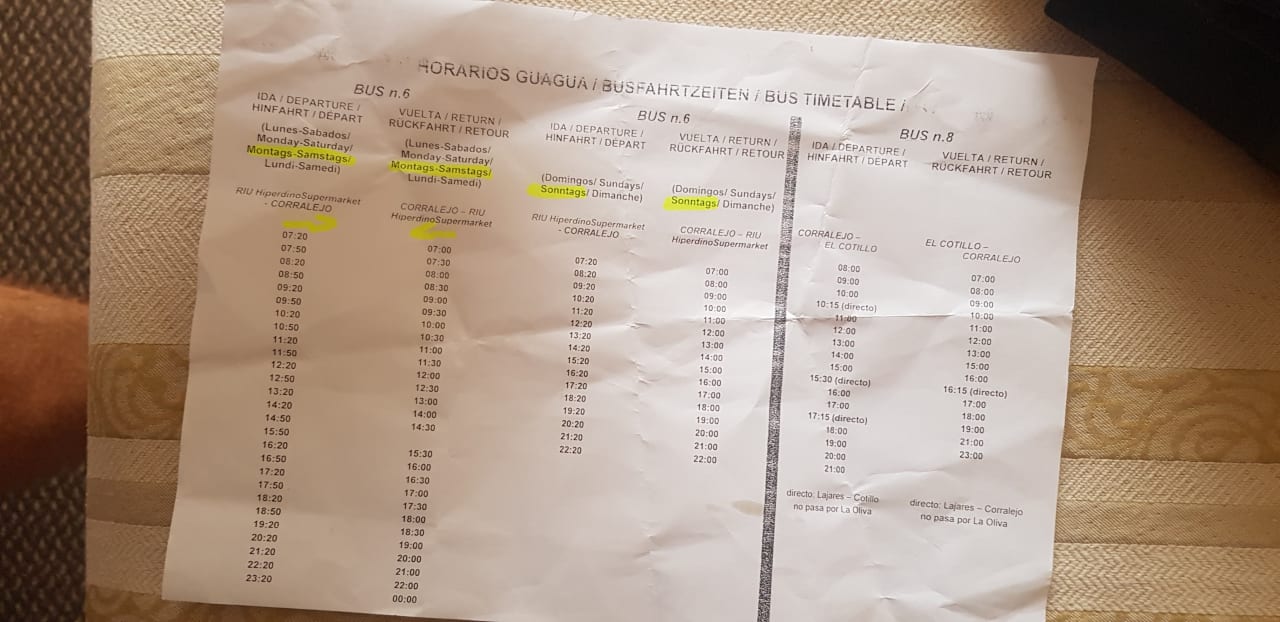 HORARIOS GUAGUA / BUSFAHRTZEITEN / BUS TIMETABLE /
BUS n.6
IDA / DEPARTURE /
HINFAHRT / DÉPART
(Lunes-Sabados/
Monday-Saturday/
Montags-Samstags/
Lundi-Samedi)
RIU HiperdinoSupermarket
- CORRALEJO
07:20
07:50
08:20
08:50
09:20
09:50
10:20
10:50
11:20
11:50
12:20
12:50
13:20
14:20
14:50
15:50
16:20
16:50
17:20
17:50
18:20
18:50
19:20
20:20
21:20
22:20
23:20
VUELTA / RETURN /
RÜCKFAHRT / RETOUR
(Lunes-Sabados/
Monday-Saturday/
Montags-Samstags/
Lundi-Samedi)
CORRALEJO – RIU
HiperdinoSupermarket
07:00
07:30
08:00
08:30
09:00
09:30
10:00
10:30
11:00
11:30
12:00
12:30
13:00
14:00
14:30
15:30
16:00
16:30
17:00
17:30
18:00
18:30
19:00
20:00
21:00
22:00
00:00
BUS n.6
IDA / DEPARTURE /
HINFAHRT / DÉPART
(Domingos/ Sundays/
Sonntags/ Dimanche)
RIU HiperdinoSupermarket
- CORRALEJO
07:20
08:20
09:20
10:20
11:20
12:20
13:20
14:20
15:20
16:20
17:20
18:20
19:20
20:20
21:20
22:20
VUELTA / RETURN /
RÜCKFAHRT / RETOUR
(Domingos/ Sundays/
Sonntags/ Dimanche)
CORRALEJO – RIU
HiperdinoSupermarket
07:00
08:00
09:00
10:00
11:00
12:00
13:00
14:00
15:00
16:00
17:00
18:00
19:00
20:00
21:00
22:00
BUS n.8
IDA / DEPARTURE /
HINFAHRT / DÉPART
CORRALEJO –
EL COTILLO
08:00
09:00
10:00
10:15 (directo)
11:00
12:00
13:00
14:00
15:00
15:30 (directo)
16:00
17:00
17:15 (directo)
18:00
19:00
20:00
21:00
directo: Lajares – Cotillo
no pasa por La Oliva
VUELTA / RETURN /
RÜCKFAHRT / RETOUR
EL COTILLO –
CORRALEJO
07:00
08:00
09:00
10:00
11:00
12:00
13:00
15:00
16:00
16:15 (directo)
17:00
18:00
19:00
21:00
23:00
directo: Lajares – Corralejo
no pasa por La Oliva